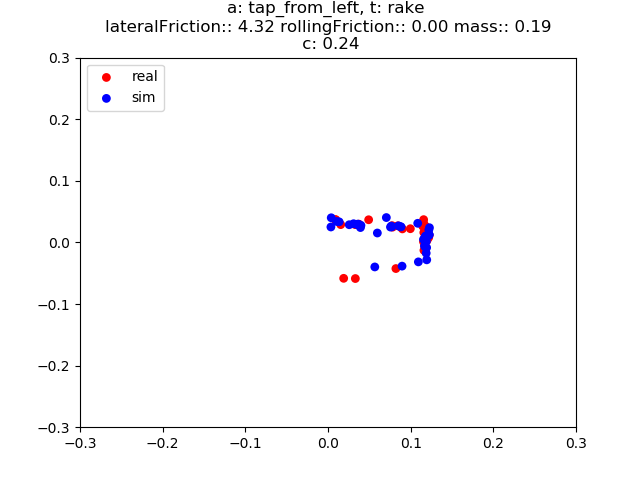 a: tap_from_left, t: rake
lateralFriction:: 4.32 rollingFriction:: 0.00 mass:: 0.19
c: 0.24
real
sim
0.3
0.2
0.1
0.0
−0.1
−0.2
−0.3
−0.3 −0.2 −0.1 0.0 0.1 0.2 0.3